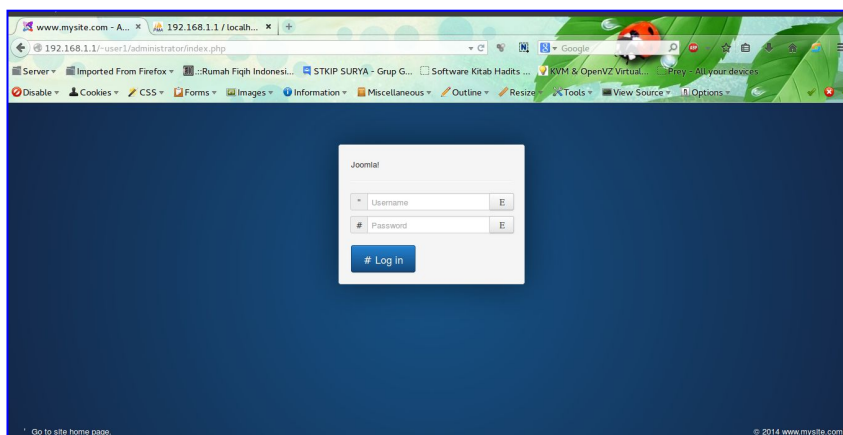 www.mysite.com - A... × 192.168.1.1 / localh... × +
192.168.1.1/~user1/administrator/index.php Google
Server Imported From Firefox .::Rumah Fiqih Indonesi... STKIP SURYA - Grup G... Software Kitab Hadits ... KVM & OpenVZ Virtual... Prey - All your devices
Disable Cookies CSS Forms Images Information Miscellaneous Outline Resize Tools View Source Options
Joomla!
" Username E
# Password E
# Log in
' Go to site home page. © 2014 www.mysite.com